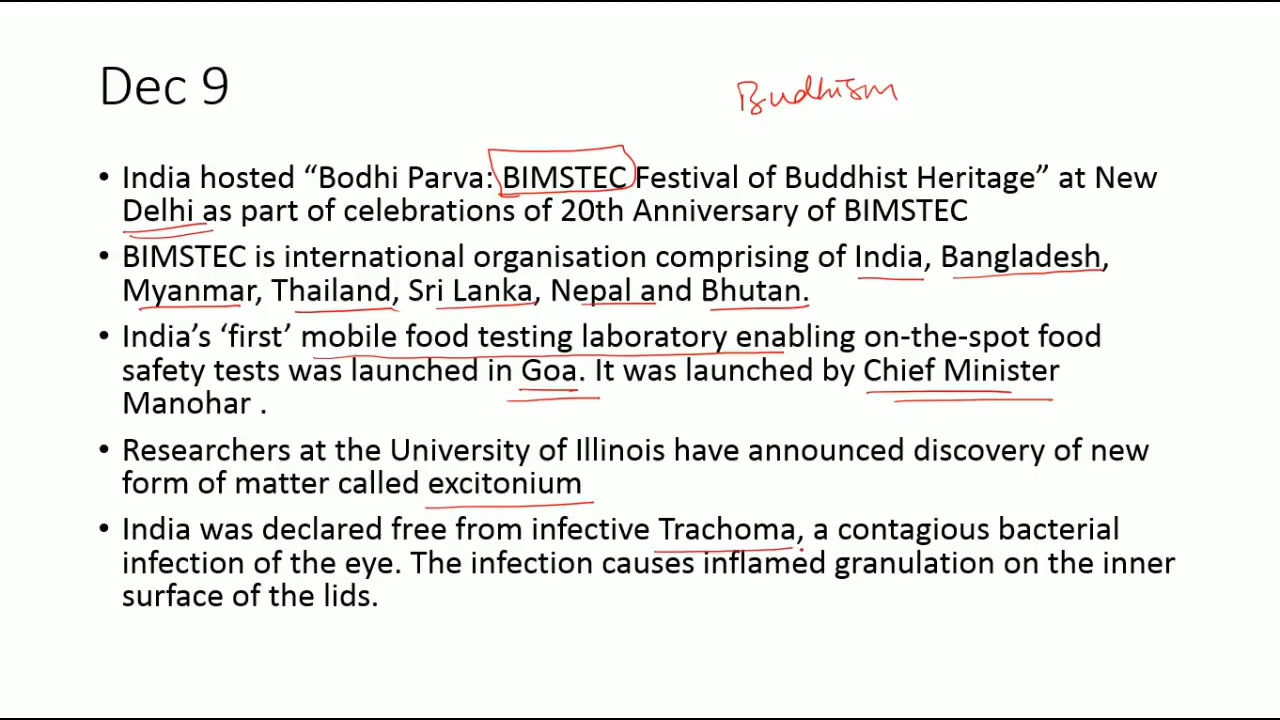 Dec 9
Budhism
• India hosted “Bodhi Parva: BIMSTEC Festival of Buddhist Heritage” at New
Delhi as part of celebrations of 20th Anniversary of BIMSTEC
• BIMSTEC is international organisation comprising of India, Bangladesh,
Myanmar, Thailand, Sri Lanka, Nepal and Bhutan.
• India’s ‘first’ mobile food testing laboratory enabling on-the-spot food
safety tests was launched in Goa. It was launched by Chief Minister
Manohar .
• Researchers at the University of Illinois have announced discovery of new
form of matter called excitonium
• India was declared free from infective Trachoma, a contagious bacterial
infection of the eye. The infection causes inflamed granulation on the inner
surface of the lids.